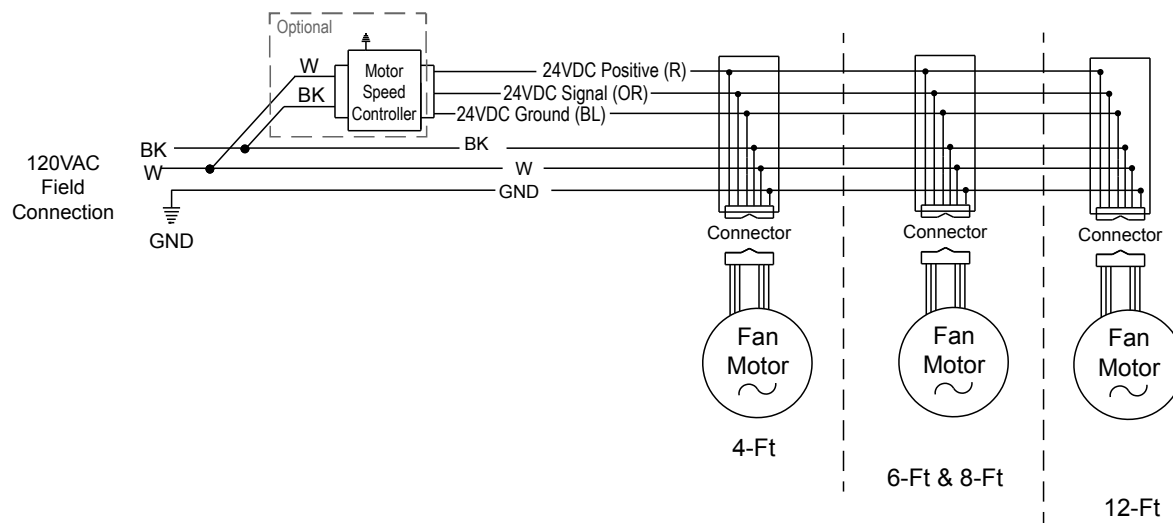 Optional
W
BK
Motor
Speed
Controller
24VDC Positive (R)
24VDC Signal (OR)
24VDC Ground (BL)
120VAC
Field
Connection
BK
W
BK
W
GND
GND
Connector
Connector
Connector
Fan
Motor
Fan
Motor
Fan
Motor
4-Ft
6-Ft & 8-Ft
12-Ft